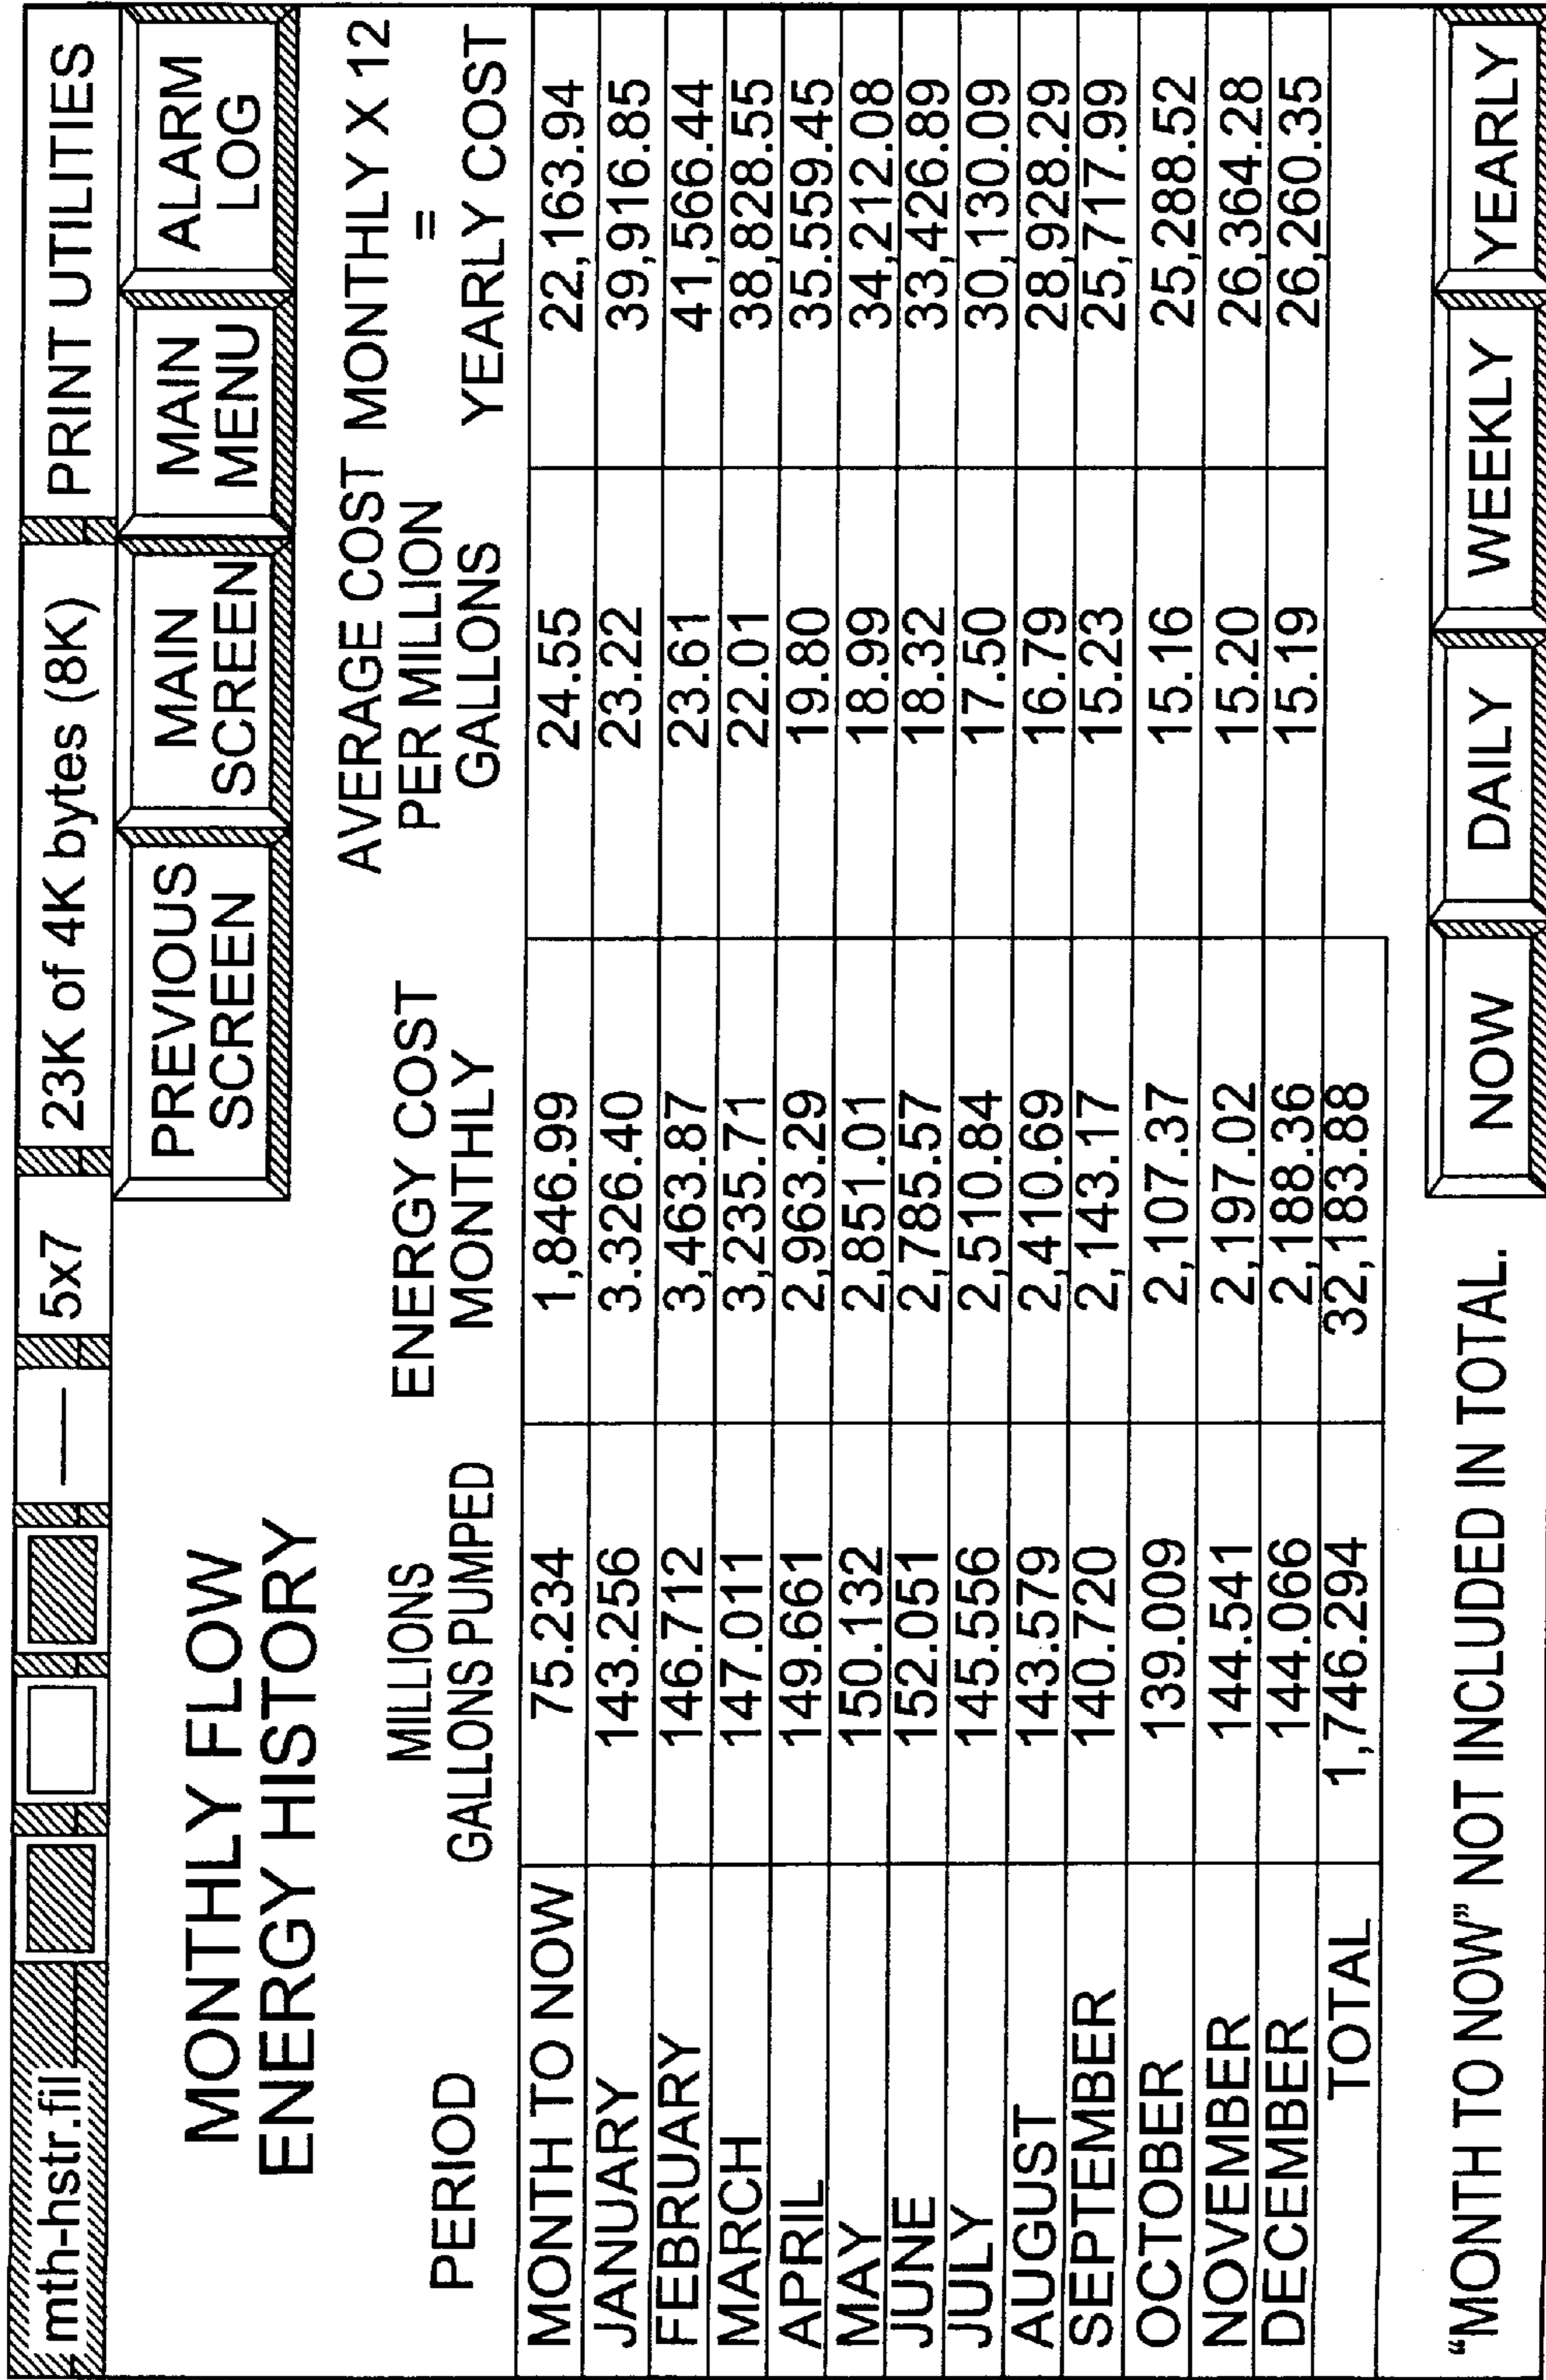 mth-hstr.fil 5x7 23K of 4K bytes (8K) PRINT UTILITIES
MONTHLY FLOW
ENERGY HISTORY
PREVIOUS
SCREEN
MAIN
SCREEN
MAIN
MENU
ALARM
LOG
PERIOD
MILLIONS
GALLONS PUMPED
ENERGY COST
MONTHLY
AVERAGE COST
PER MILLION
GALLONS
MONTHLY X 12
=
YEARLY COST
MONTH TO NOW 75.234 1,846.99 24.55 22,163.94
JANUARY 143.256 3.326.40 23.22 39,916.85
FEBRUARY 146.712 3,463.87 23.61 41,566.44
MARCH 147.011 3,235.71 22.01 38,828.55
APRIL 149.661 2,963.29 19.80 35.559.45
MAY 150.132 2,851.01 18.99 34,212.08
JUNE 152.051 2,785.57 18.32 33,426.89
JULY 145.556 2,510.84 17.50 30,130.09
AUGUST 143.579 2,410.69 16.79 28,928.29
SEPTEMBER 140.720 2,143.17 15.23 25,717.99
OCTOBER 139.009 2,107.37 15.16 25,288.52
NOVEMBER 144.541 2,197.02 15.20 26,364.28
DECEMBER 144.066 2,188.36 15.19 26,260.35
TOTAL 1,746.294 32,183.88
“MONTH TO NOW” NOT INCLUDED IN TOTAL.
NOW DAILY WEEKLY YEARLY